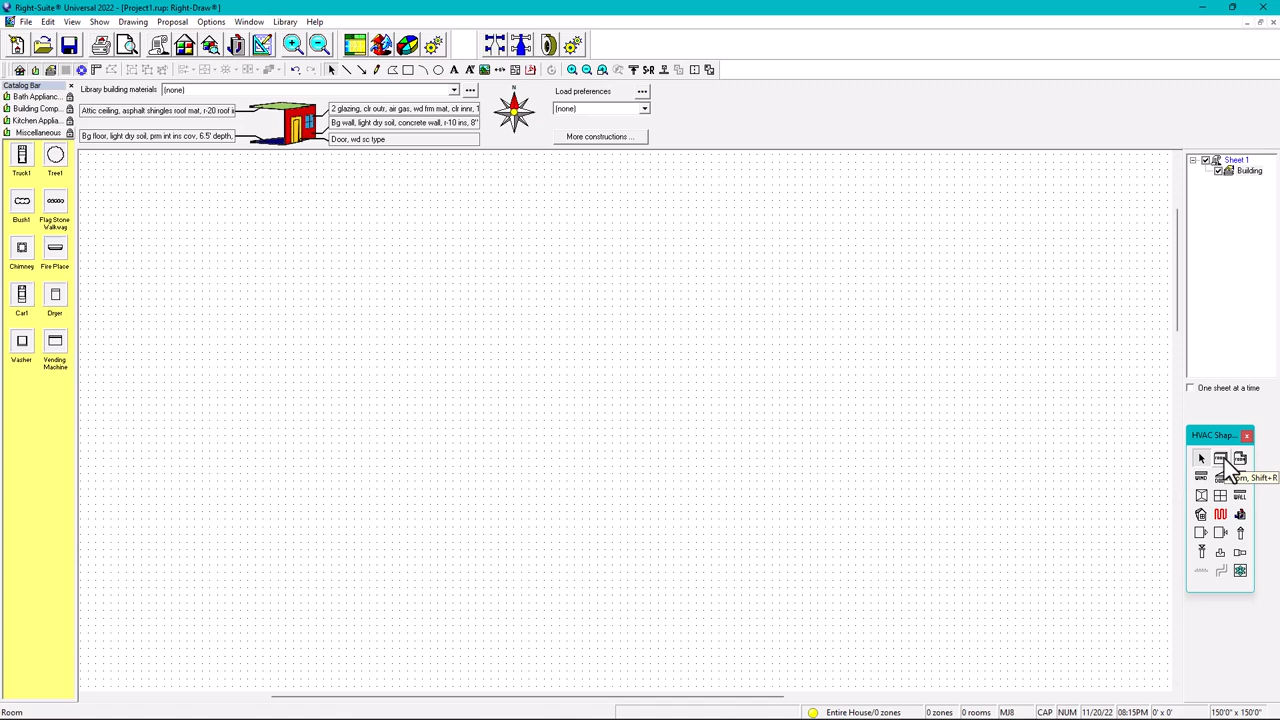 Right-Suite® Universal 2022 - [Project1.rup: Right-Draw®]
File Edit View Show Drawing Proposal Options Window Library Help
Catalog Bar
Bath Applianc..
Building Comp..
Kitchen Applia..
Miscellaneous
Truck1 Tree1
Bush1 Flag Stone Walkway
Chimney Fire Place
Car1 Dryer
Washer Vending Machine
Library building materials (none)
Attic ceiling, asphalt shingles roof mat, r-20 roof i
Bg floor, light dry soil, prm int ins cov, 6.5' depth,
2 glazing, clr outr, air gas, wd frm mat, clr innr, 1
Bg wall, light dry soil, concrete wall, r-10 ins, 8"
Door, wd sc type
N
Load preferences
(none)
More constructions ...
Sheet 1
Building
One sheet at a time
HVAC Shap...
ROOM
WIND
WALL
om, Shift+R
Room
Entire House/0 zones 0 zones 0 rooms MJ8 CAP NUM 11/20/22 08:15PM 0' x 0' 150'0" x 150'0"